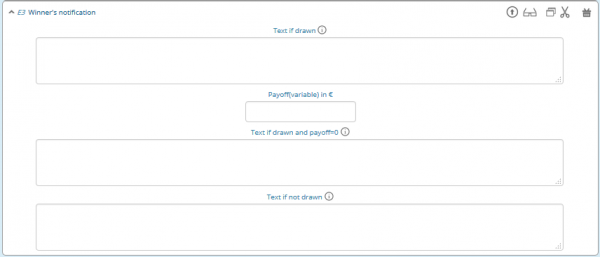 E3 Winner's notification
Text if drawn
Payoff(variable) in €
Text if drawn and payoff=0
Text if not drawn